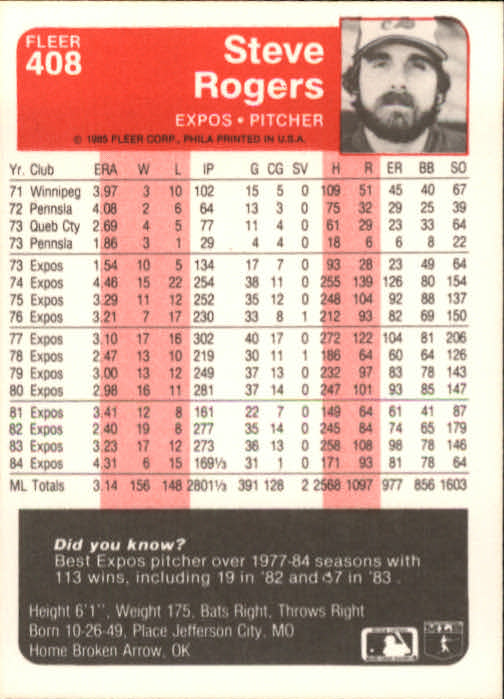 FLEER
408
Steve
Rogers
EXPOS • PITCHER
© 1985 FLEER CORP., PHILA PRINTED IN U.S.A.
Yr. Club ERA W L IP G CG SV H R ER BB SO
71 Winnipeg 3.97 3 10 102 15 5 0 109 51 45 40 67
72 Pennsla 4.08 2 6 64 13 3 0 75 32 29 25 39
73 Queb Cty 2.69 4 5 77 11 4 0 61 29 23 33 64
73 Pennsla 1.86 3 1 29 4 4 0 18 6 6 8 22
73 Expos 1.54 10 5 134 17 7 0 93 28 23 49 64
74 Expos 4.46 15 22 254 38 11 0 255 139 126 80 154
75 Expos 3.29 11 12 252 35 12 0 248 104 92 88 137
76 Expos 3.21 7 17 230 33 8 1 212 93 82 69 150
77 Expos 3.10 17 16 302 40 17 0 272 122 104 81 206
78 Expos 2.47 13 10 219 30 11 1 186 64 60 64 126
79 Expos 3.00 13 12 249 37 13 0 232 97 83 78 143
80 Expos 2.98 16 11 281 37 14 0 247 101 93 85 147
81 Expos 3.41 12 8 161 22 7 0 149 64 61 41 87
82 Expos 2.40 19 8 277 35 14 0 245 84 74 65 179
83 Expos 3.23 17 12 273 36 13 0 258 108 98 78 146
84 Expos 4.31 6 15 169⅓ 31 1 0 171 93 81 78 64
ML Totals 3.14 156 148 2801⅓ 391 128 2 2568 1097 977 856 1603
Did you know?
Best Expos pitcher over 1977-84 seasons with
113 wins, including 19 in '82 and 17 in '83.
Height 6'1", Weight 175, Bats Right, Throws Right
Born 10-26-49, Place Jefferson City, MO
Home Broken Arrow, OK